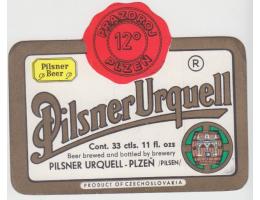 PRAZDROJ
12°
PLZEŇ
Pilsner
Beer
®
Pilsner Urquell
Cont. 33 ctls. 11 fl. ozs
Beer brewed and bottled by brewery
PILSNER URQUELL - PLZEŇ /PILSEN/
PRODUCT OF CZECHOSLOVAKIA